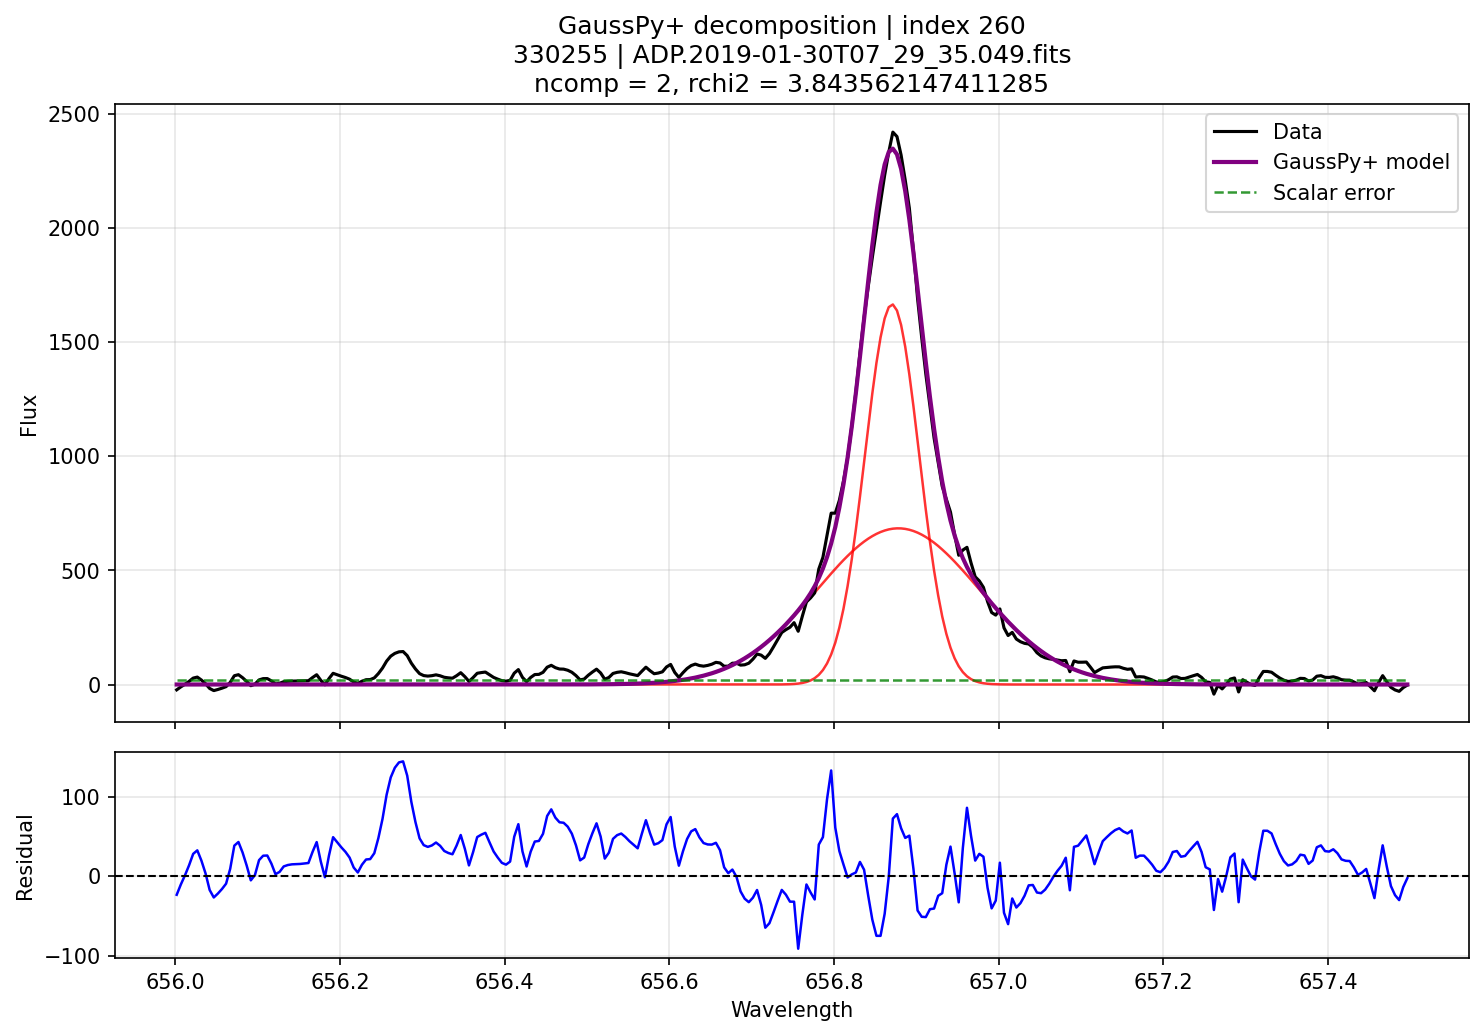 GaussPy+ decomposition | index 260
330255 | ADP.2019-01-30T07_29_35.049.fits
ncomp = 2, rchi2 = 3.843562147411285
2500
2000
1500
1000
500
0
Flux
Data
GaussPy+ model
Scalar error
100
0
−100
Residual
656.0 656.2 656.4 656.6 656.8 657.0 657.2 657.4
Wavelength